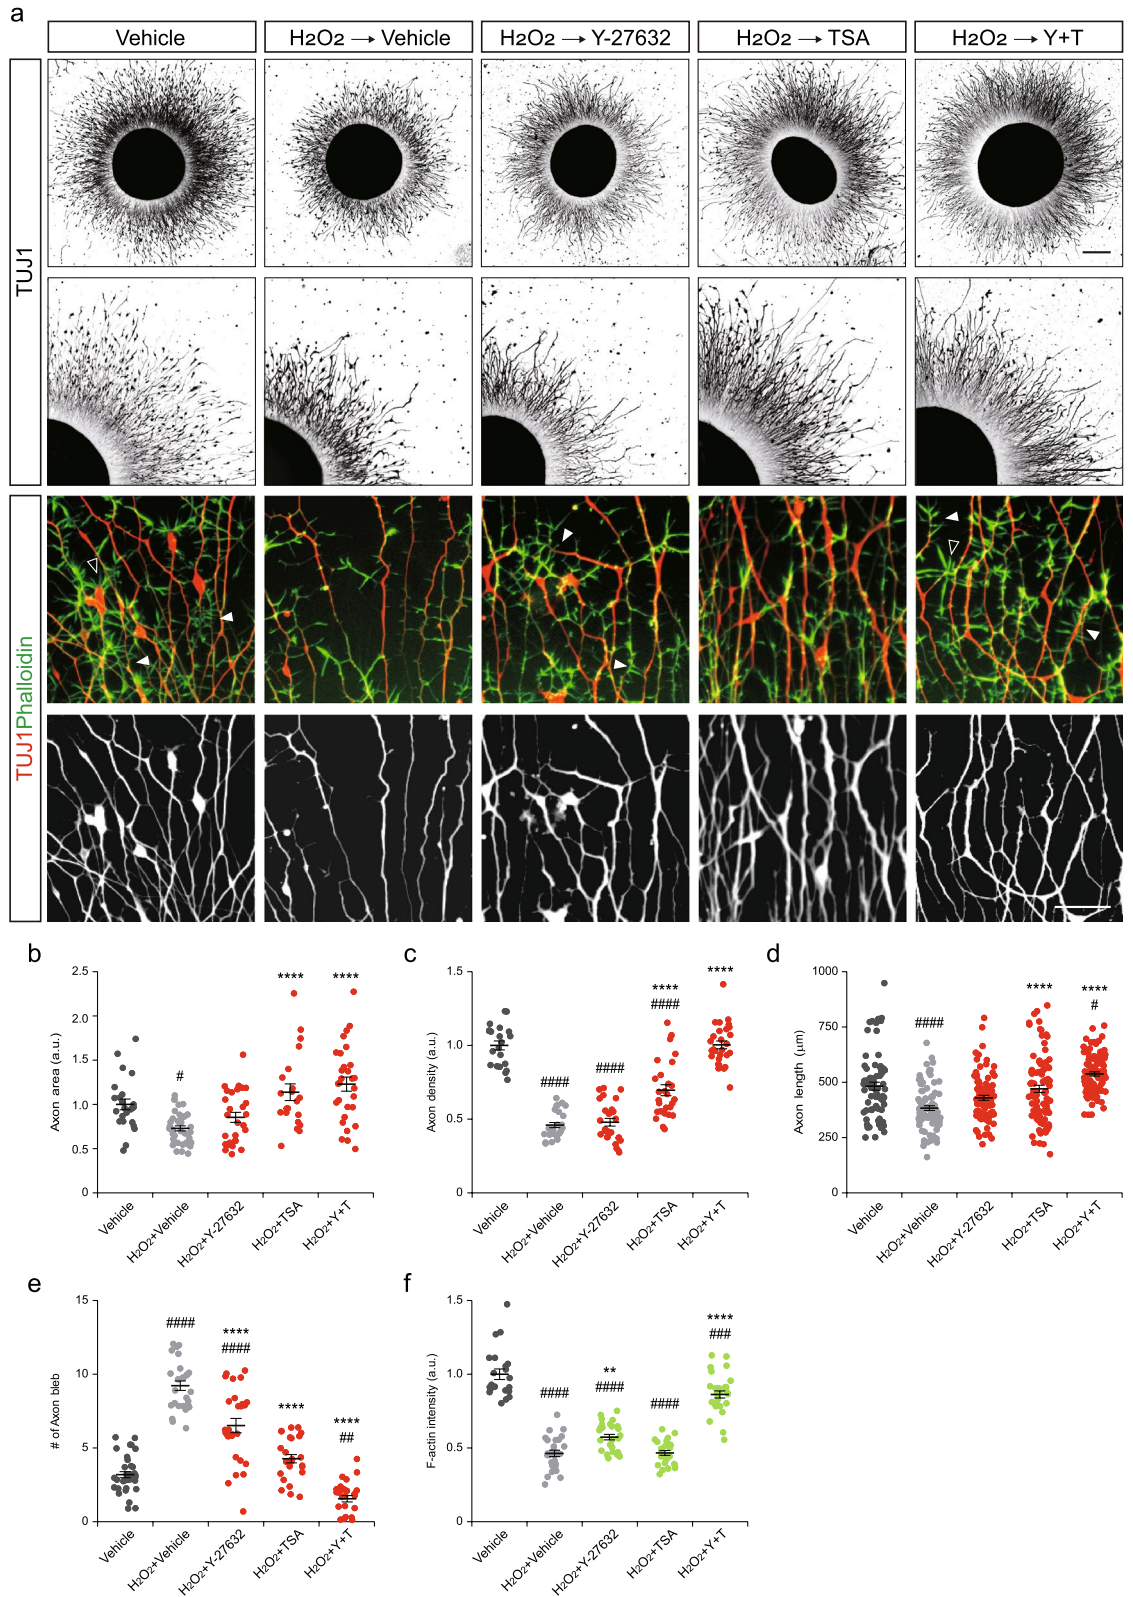 a
Vehicle
H2O2 → Vehicle
H2O2 → Y-27632
H2O2 → TSA
H2O2 → Y+T
TUJ1
TUJ1Phalloidin
b
Axon area (a.u.)
2.5
2.0
1.5
1.0
0.5
0
#
****
****
Vehicle
H2O2+Vehicle
H2O2+Y-27632
H2O2+TSA
H2O2+Y+T
c
Axon density (a.u.)
1.5
1.0
0.5
0
####
####
****
####
****
Vehicle
H2O2+Vehicle
H2O2+Y-27632
H2O2+TSA
H2O2+Y+T
d
Axon length (μm)
1000
750
500
250
0
####
****
****
#
Vehicle
H2O2+Vehicle
H2O2+Y-27632
H2O2+TSA
H2O2+Y+T
e
# of Axon bleb
15
10
5
0
####
****
####
****
****
##
Vehicle
H2O2+Vehicle
H2O2+Y-27632
H2O2+TSA
H2O2+Y+T
f
F-actin intensity (a.u.)
1.5
1.0
0.5
0
####
**
####
####
****
###
Vehicle
H2O2+Vehicle
H2O2+Y-27632
H2O2+TSA
H2O2+Y+T